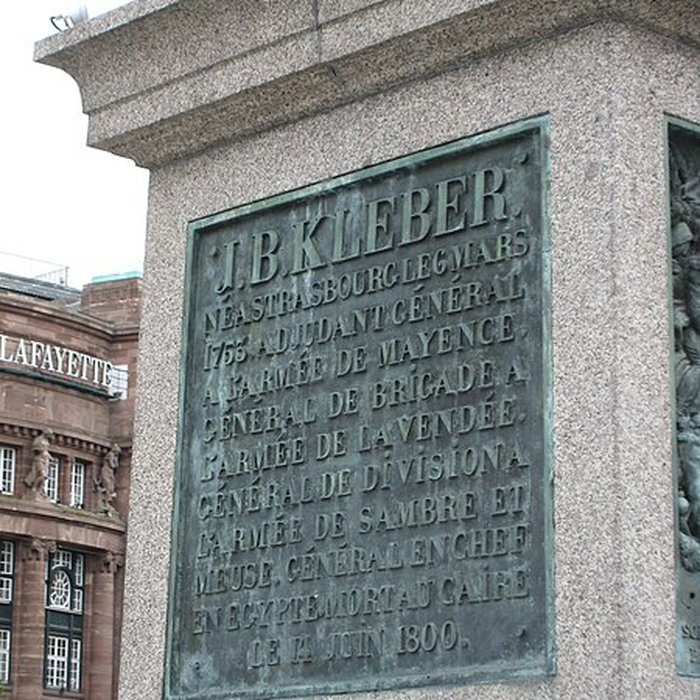 J.B.KLEBER.
NÉ A STRASBOURG. LE 6 MARS
1753. ADJUDANT GÉNÉRAL
A L'ARMÉE DE MAYENCE.
GÉNÉRAL DE BRIGADE A
L'ARMÉE DE LA VENDÉE.
GÉNÉRAL DE DIVISION A
L'ARMÉE DE SAMBRE ET
MEUSE. GÉNÉRAL EN CHEF
EN EGYPTE. MORT AU CAIRE
LE 14 JUIN 1800.
LAFAYETTE